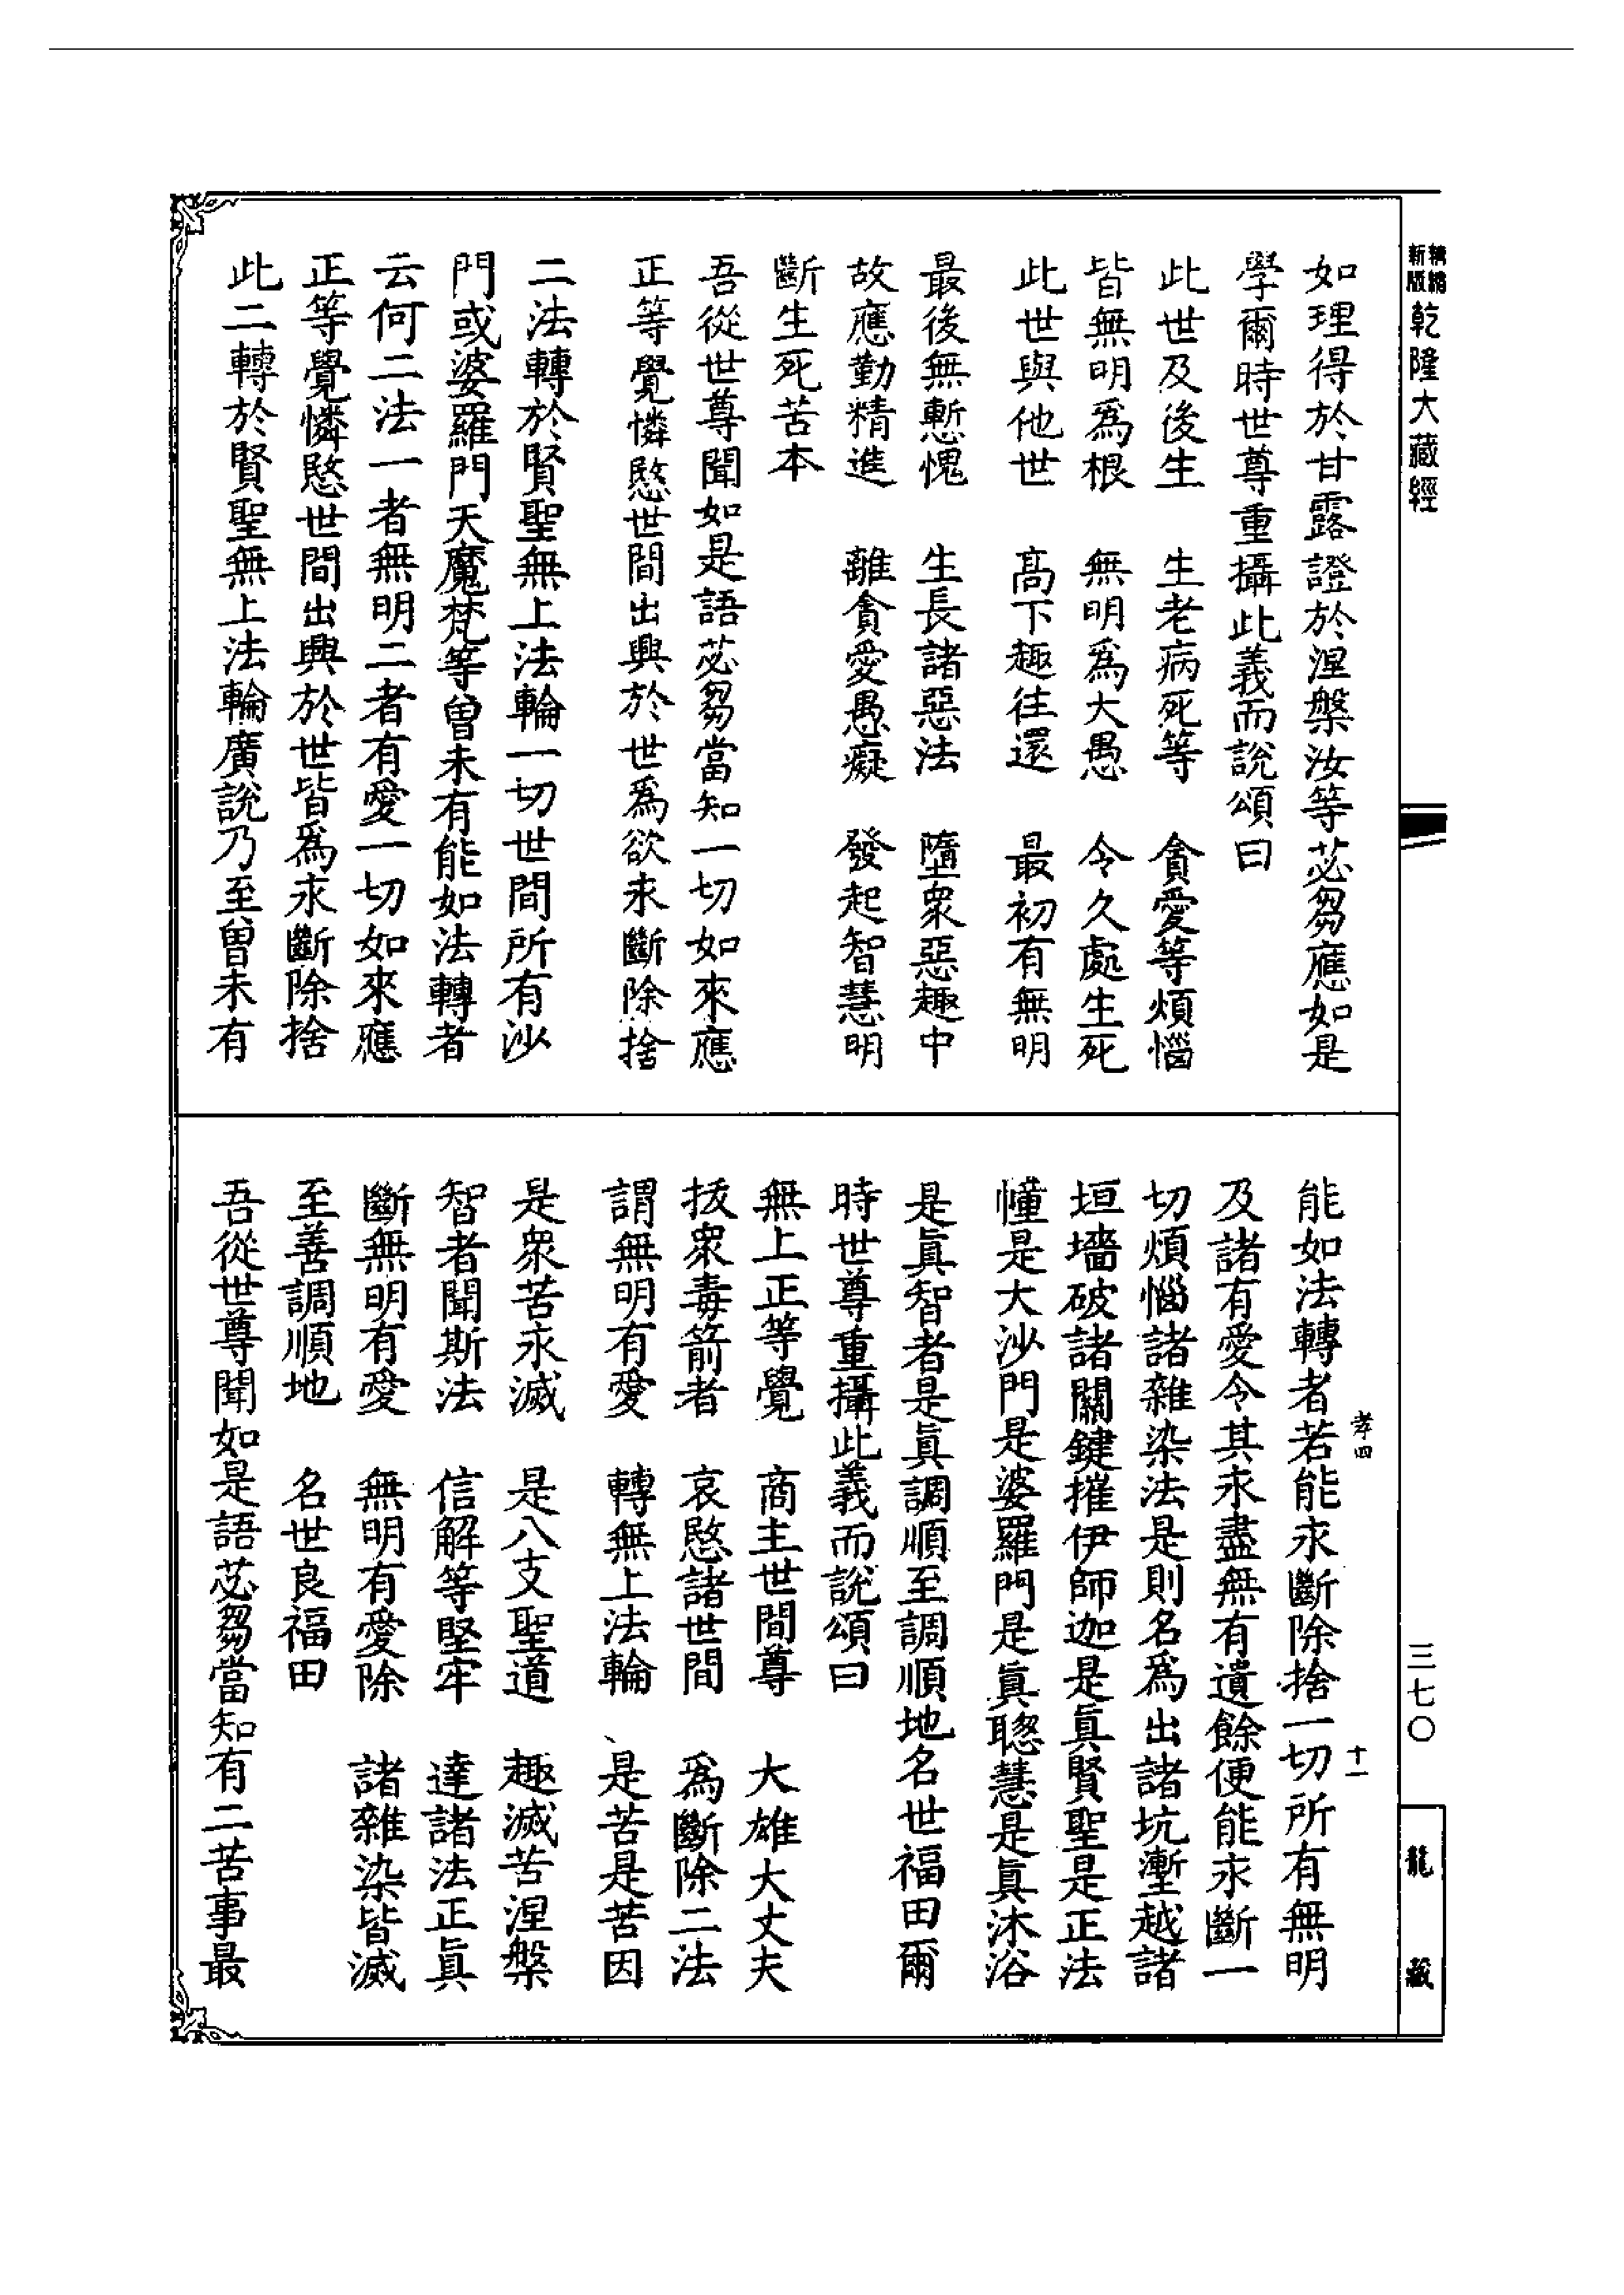 新版精縮乾隆大藏經
如理得於甘露證於涅槃汝等苾芻應如是
學爾時世尊重攝此義而說頌曰
此世及後生　生老病死等　貪愛等煩惱
皆無明爲根　無明爲大愚　令久處生死
此世與他世　高下趣往還　最初有無明
最後無慙愧　生長諸惡法　墮衆惡趣中
故應勤精進　離貪愛愚癡　發起智慧明
斷生死苦本
吾從世尊聞如是語苾芻當知一切如來應
正等覺憐愍世間出興於世爲欲永斷除捨
二法轉於賢聖無上法輪一切世間所有沙
門或婆羅門天魔梵等曾未有能如法轉者
云何二法一者無明二者有愛一切如來應
正等覺憐愍世間出興於世皆爲永斷除捨
此二轉於賢聖無上法輪廣說乃至曾未有
能如法轉者若能永斷除捨一切所有無明
及諸有愛令其永盡無有遺餘便能永斷一
切煩惱諸雜染法是則名爲出諸坑塹越諸
垣墻破諸關鍵摧伊師迦是眞賢聖是正法
幢是大沙門是婆羅門是眞聰慧是眞沐浴
是眞智者是眞調順至調順地名世福田爾
時世尊重攝此義而說頌曰
無上正等覺　商主世間尊　大雄大丈夫
拔衆毒箭者　哀愍諸世間　爲斷除二法
謂無明有愛　轉無上法輪　是苦是苦因
是衆苦永滅　是八支聖道　趣滅苦涅槃
智者聞斯法　信解等堅牢　達諸法正眞
斷無明有愛　無明有愛除　諸雜染皆滅
至善調順地　名世良福田
吾從世尊聞如是語苾芻當知有二苦事最
孝四
十一
三七〇
龍藏